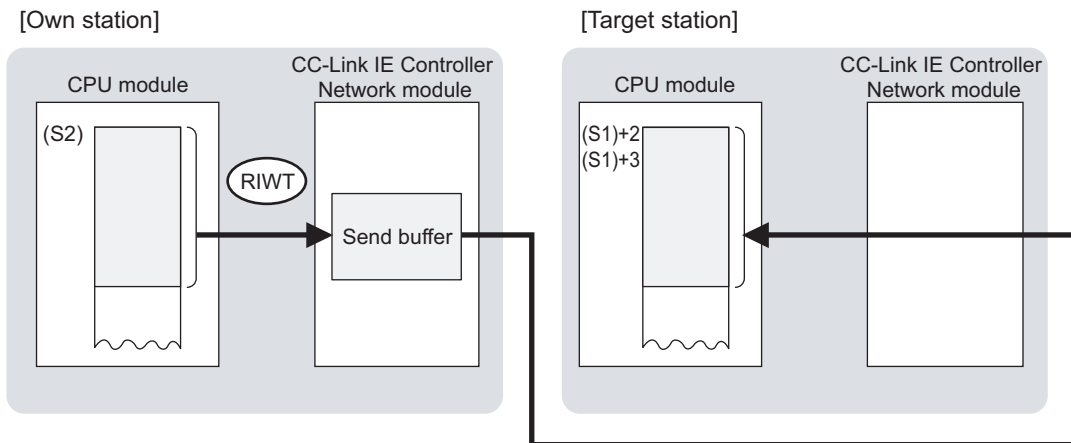 [Own station]
[Target station]
CPU module
CC-Link IE Controller
Network module
(S2)
RIWT
Send buffer
CPU module
CC-Link IE Controller
Network module
(S1)+2
(S1)+3